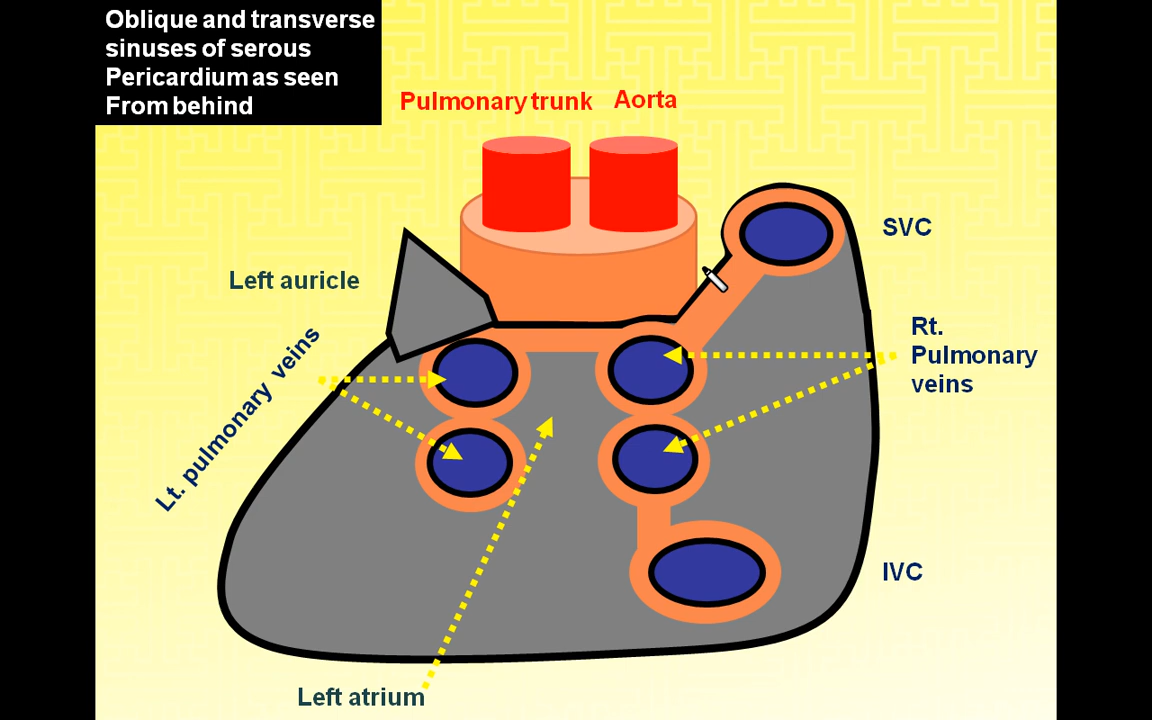 Oblique and transverse
sinuses of serous
Pericardium as seen
From behind
Pulmonary trunk
Aorta
SVC
Left auricle
Rt.
Pulmonary
veins
Lt. pulmonary veins
IVC
Left atrium